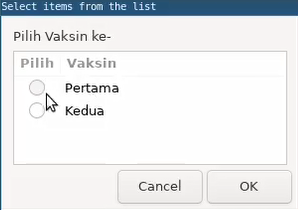 Select items from the list
Pilih Vaksin ke-
Pilih Vaksin
Pertama
Kedua
Cancel OK